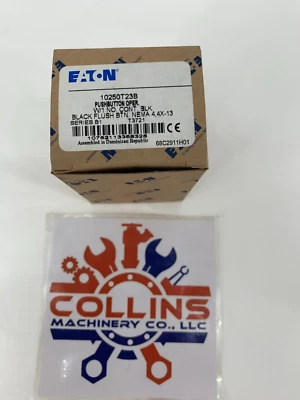 EATON
10250T23B
PUSHBUTTON OPER.
W/1 NO. CONT. BLK.
BLACK FLUSH BTN, NEMA 4,4X-13
SERIES B1 T3721
Assembled in Dominican Republic 68C2911H01
COLLINS
MACHINERY CO., LLC